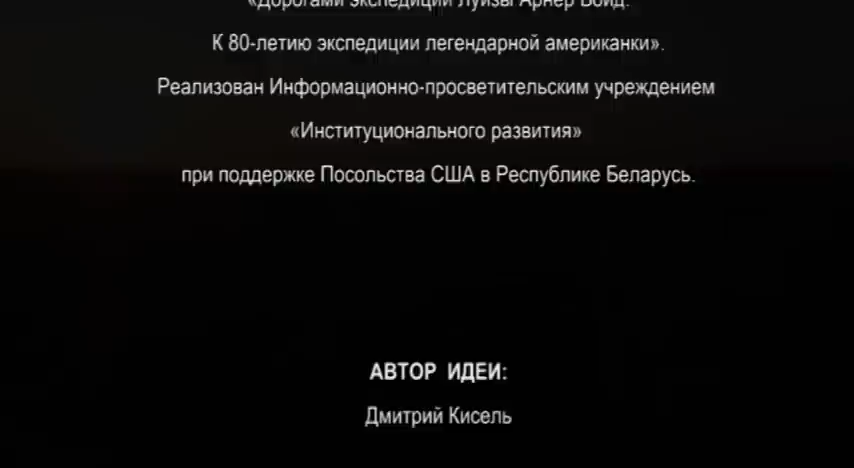 «Дорогами экспедиции Луизы Арнер Бойд.
К 80-летию экспедиции легендарной американки».
Реализован Информационно-просветительским учреждением
«Институционального развития»
при поддержке Посольства США в Республике Беларусь.
АВТОР ИДЕИ:
Дмитрий Кисель